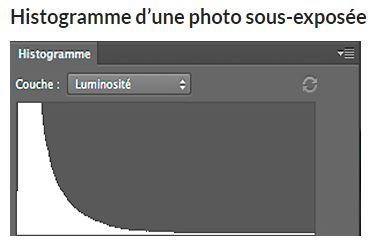 Histogramme d’une photo sous-exposée
Histogramme
Couche : Luminosité